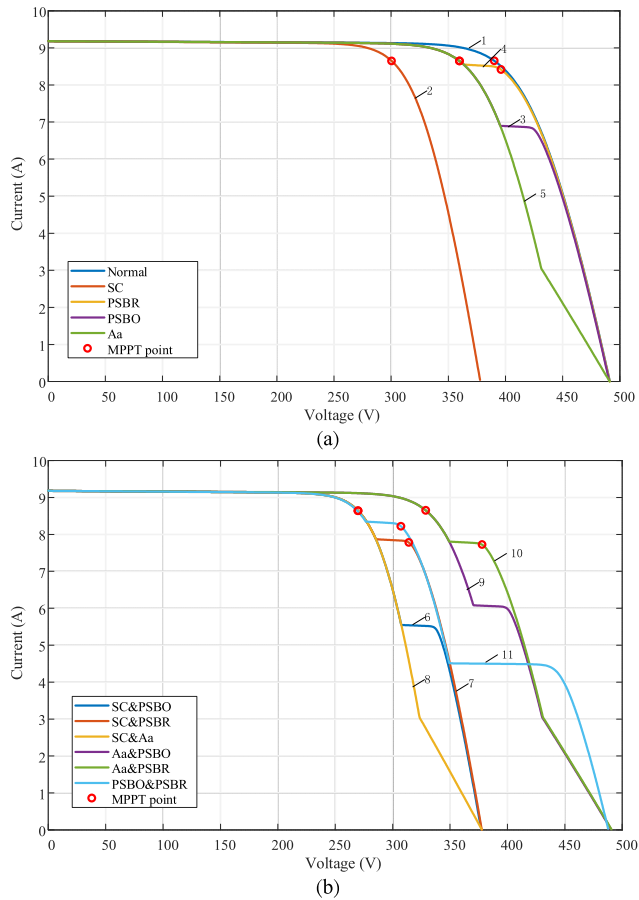 10
9
8
7
6
5
4
3
2
1
0
Current (A)
1
4
2
3
5
Normal
SC
PSBR
PSBO
Aa
MPPT point
0 50 100 150 200 250 300 350 400 450 500
Voltage (V)
(a)
10
9
8
7
6
5
4
3
2
1
0
Current (A)
10
9
6
11
8
7
SC&PSBO
SC&PSBR
SC&Aa
Aa&PSBO
Aa&PSBR
PSBO&PSBR
MPPT point
0 50 100 150 200 250 300 350 400 450 500
Voltage (V)
(b)